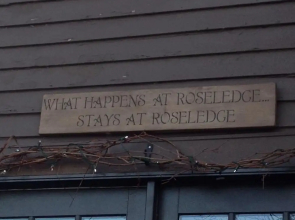 WHAT HAPPENS AT ROSELEDGE...
STAYS AT ROSELEDGE